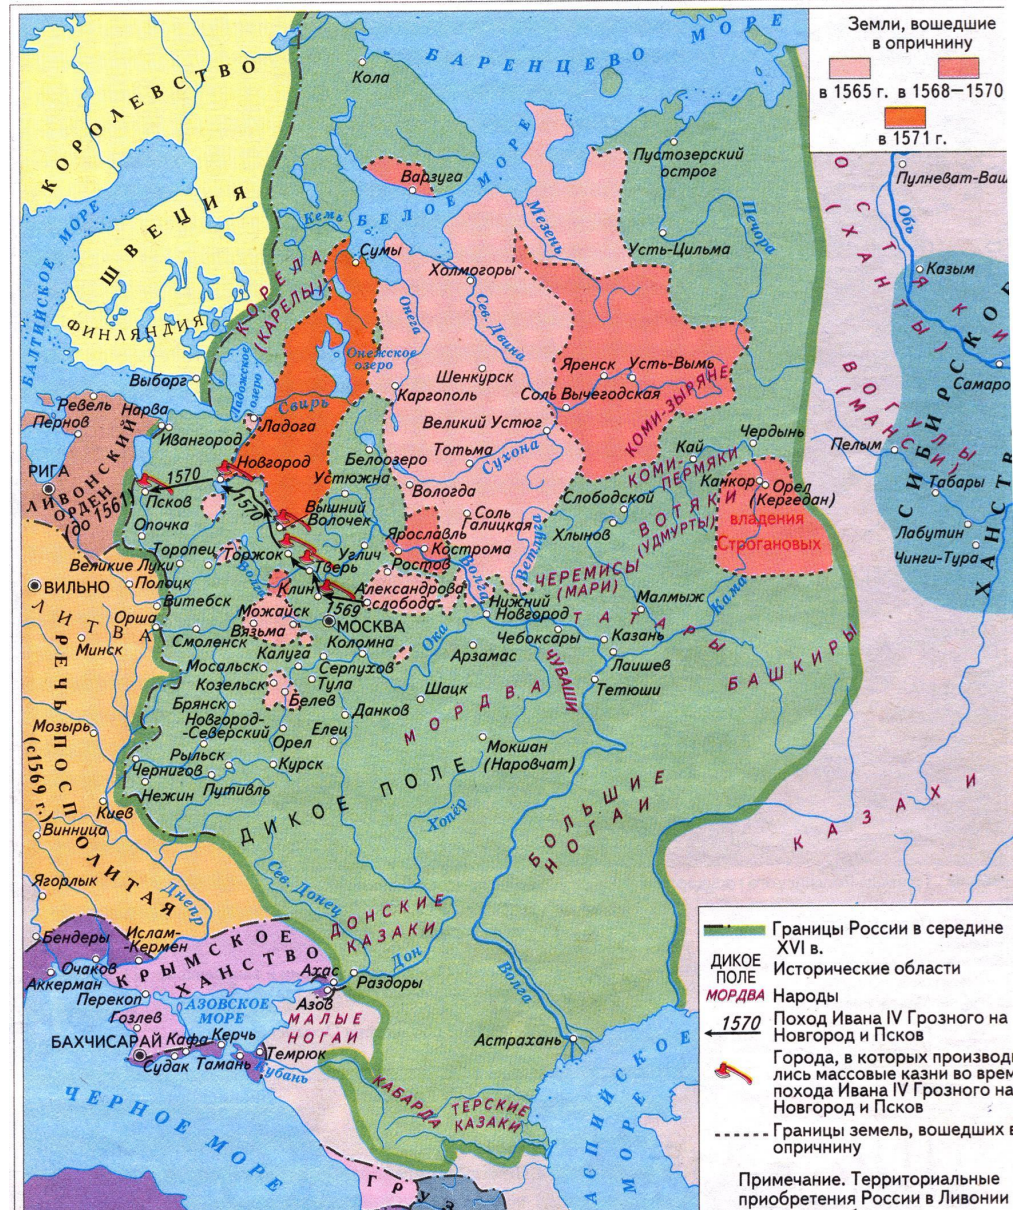 Земли, вошедшие
в опричнину
в 1565 г.
в 1568—1570
в 1571 г.
БАРЕНЦЕВО МОРЕ
КОРОЛЕВСТВО
ШВЕЦИЯ
ФИНЛЯНДИЯ
БАЛТИЙСКОЕ МОРЕ
Кола
Варзуга
БЕЛОЕ МОРЕ
Кемь
Сумы
Пустозерский
острог
Усть-Цильма
Печора
Мезень
Пулневат-Ваш
Обь
Казым
ОСТЯКИ
(ХАНТЫ)
ВОГУЛЫ
(МАНСИ)
СИБИРСКОЕ
ХАНСТВ
Самаро
Пелым
Табары
Лабутин
Чинги-Тура
КОРЕЛА
(КАРЕЛЫ)
Холмогоры
Онега
Сев. Двина
Онежское
озеро
Ладожское
озеро
Свирь
Выборг
Ладога
Шенкурск
Каргополь
Яренск
Усть-Вымь
Соль Вычегодская
КОМИ-ЗЫРЯНЕ
Великий Устюг
Тотьма
Сухона
Белоозеро
Вологда
Ревель
Нарва
Пернов
Ивангород
РИГА
ЛИВОНСКИЙ
ОРДЕН
(до 1561)
Новгород
1570
Псков
1570
Опочка
Устюжна
Вышний
Волочек
Соль
Галицкая
Ветлуга
Кай
Чердынь
КОМИ-
ПЕРМЯКИ
Слободской
Канкор
Орел
(Кергедан)
владения
Строгановых
ВОТЯКИ
(УДМУРТЫ)
Хлынов
Торопец
Великие Луки
Торжок
Тверь
Углич
Ярославль
Кострома
Ростов
Волга
Волга
ЧЕРЕМИСЫ
(МАРИ)
ВИЛЬНО
Полоцк
Витебск
Клин
1569
Александрова
слобода
МОСКВА
Можайск
Вязьма
Нижний
Новгород
Малмыж
Кама
ТАТАРЫ
Казань
Чебоксары
Лаишев
Тетюши
БАШКИРЫ
ЛИТВА
Орша
Минск
Смоленск
Калуга
Коломна
Серпухов
Ока
Арзамас
ЧУВАШИ
Мосальск
Козельск
Белев
Тула
Шацк
МОРДВА
Брянск
Новгород-
Северский
Данков
Елец
Орел
Мокшан
(Наровчат)
Мозырь
РЕЧЬ ПОСПОЛИТАЯ
(с 1569 г.)
Рыльск
Курск
Чернигов
Нежин
Путивль
ДИКОЕ ПОЛЕ
Хопёр
БОЛЬШИЕ
НОГАИ
КАЗАХИ
Киев
Винница
Ягорлык
Днепр
Сев. Донец
ДОНСКИЕ
КАЗАКИ
Дон
Волга
Бендеры
Ислам-
Кермен
Очаков
Аккерман
КРЫМСКОЕ
ХАНСТВО
Перекоп
Ахас
Раздоры
Азов
АЗОВСКОЕ
МОРЕ
МАЛЫЕ
НОГАИ
Гозлев
БАХЧИСАРАЙ
Кафа
Керчь
Судак
Тамань
Темрюк
Кубань
Астрахань
КАБАРДА
ТЕРСКИЕ
КАЗАКИ
ЧЕРНОЕ МОРЕ
АСПИЙСКОЕ
МОРЕ
ГРУЗ
Границы России в середине
XVI в.
ДИКОЕ
ПОЛЕ
Исторические области
МОРДВА
Народы
1570
Поход Ивана IV Грозного на
Новгород и Псков
Города, в которых производи
лись массовые казни во врем
похода Ивана IV Грозного на
Новгород и Псков
Границы земель, вошедших в
опричнину
Примечание. Территориальные
приобретения России в Ливонии